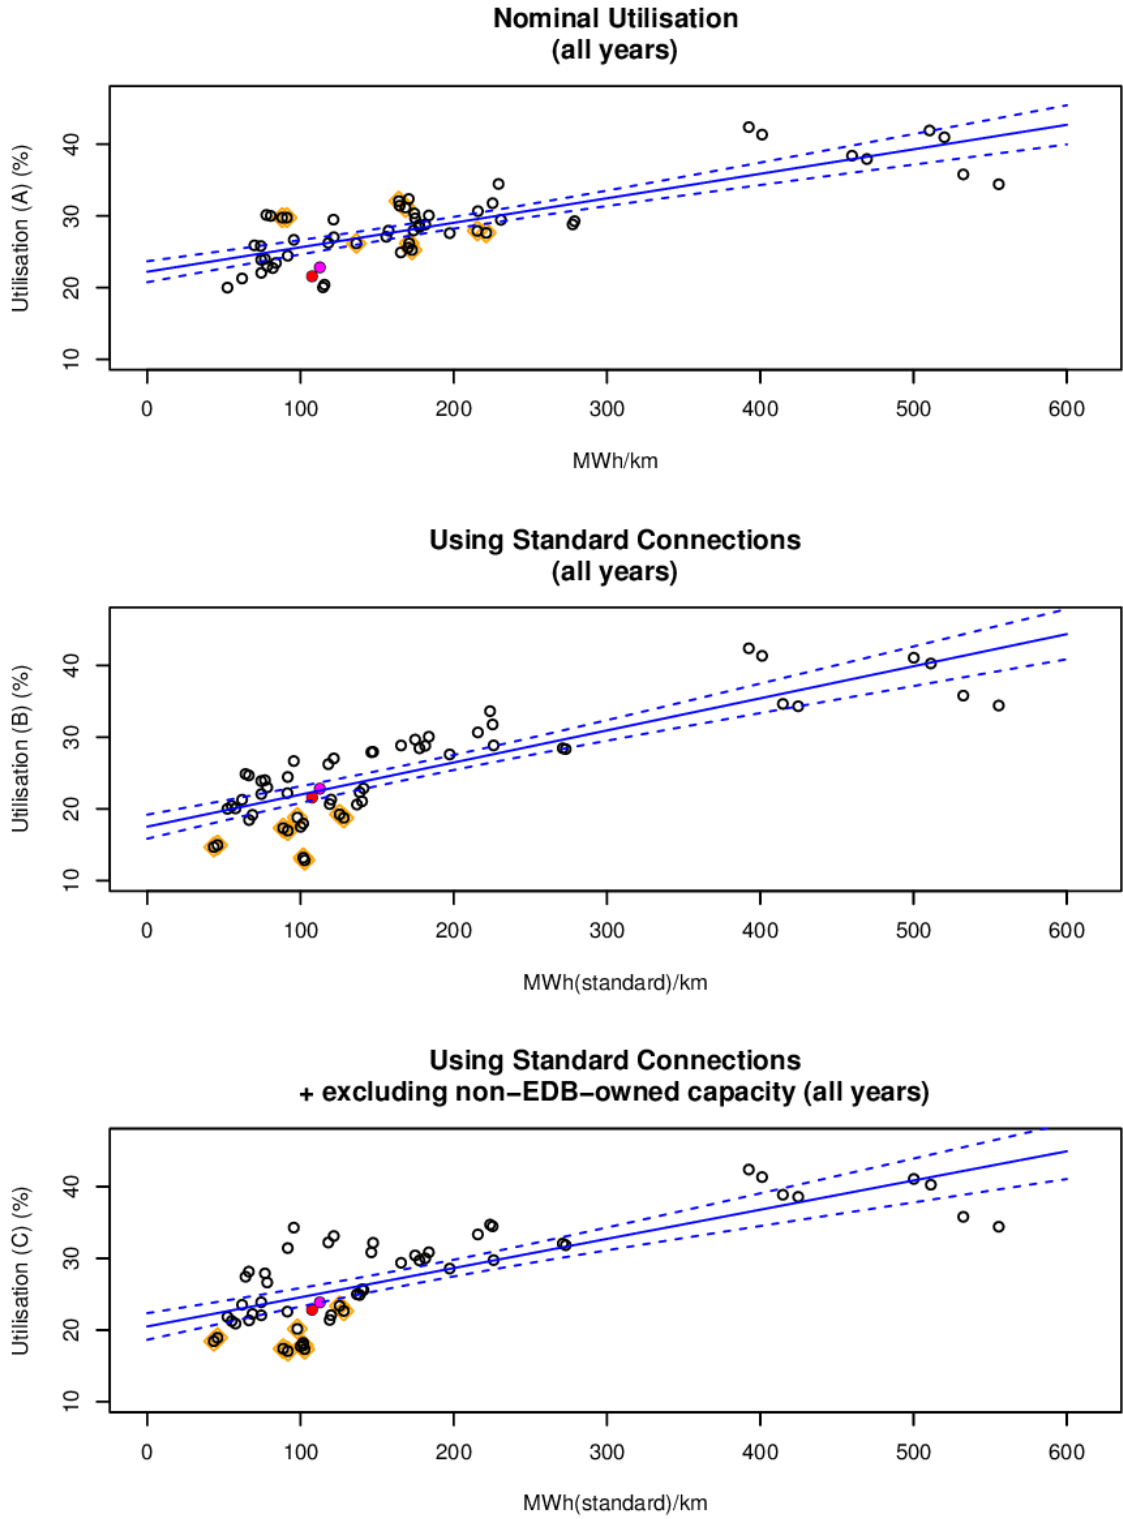 Nominal Utilisation
(all years)
Utilisation (A) (%)
40
30
20
10
0 100 200 300 400 500 600
MWh/km
Using Standard Connections
(all years)
Utilisation (B) (%)
40
30
20
10
0 100 200 300 400 500 600
MWh(standard)/km
Using Standard Connections
+ excluding non−EDB−owned capacity (all years)
Utilisation (C) (%)
40
30
20
10
0 100 200 300 400 500 600
MWh(standard)/km